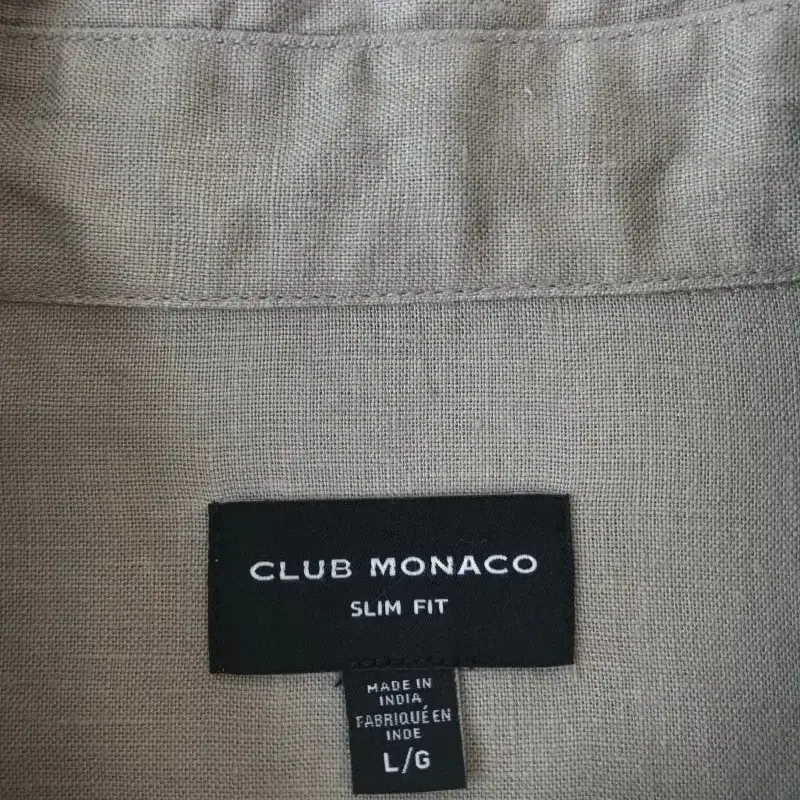 CLUB MONACO
SLIM FIT
MADE IN
INDIA
FABRIQUÉ EN
INDE
L/G